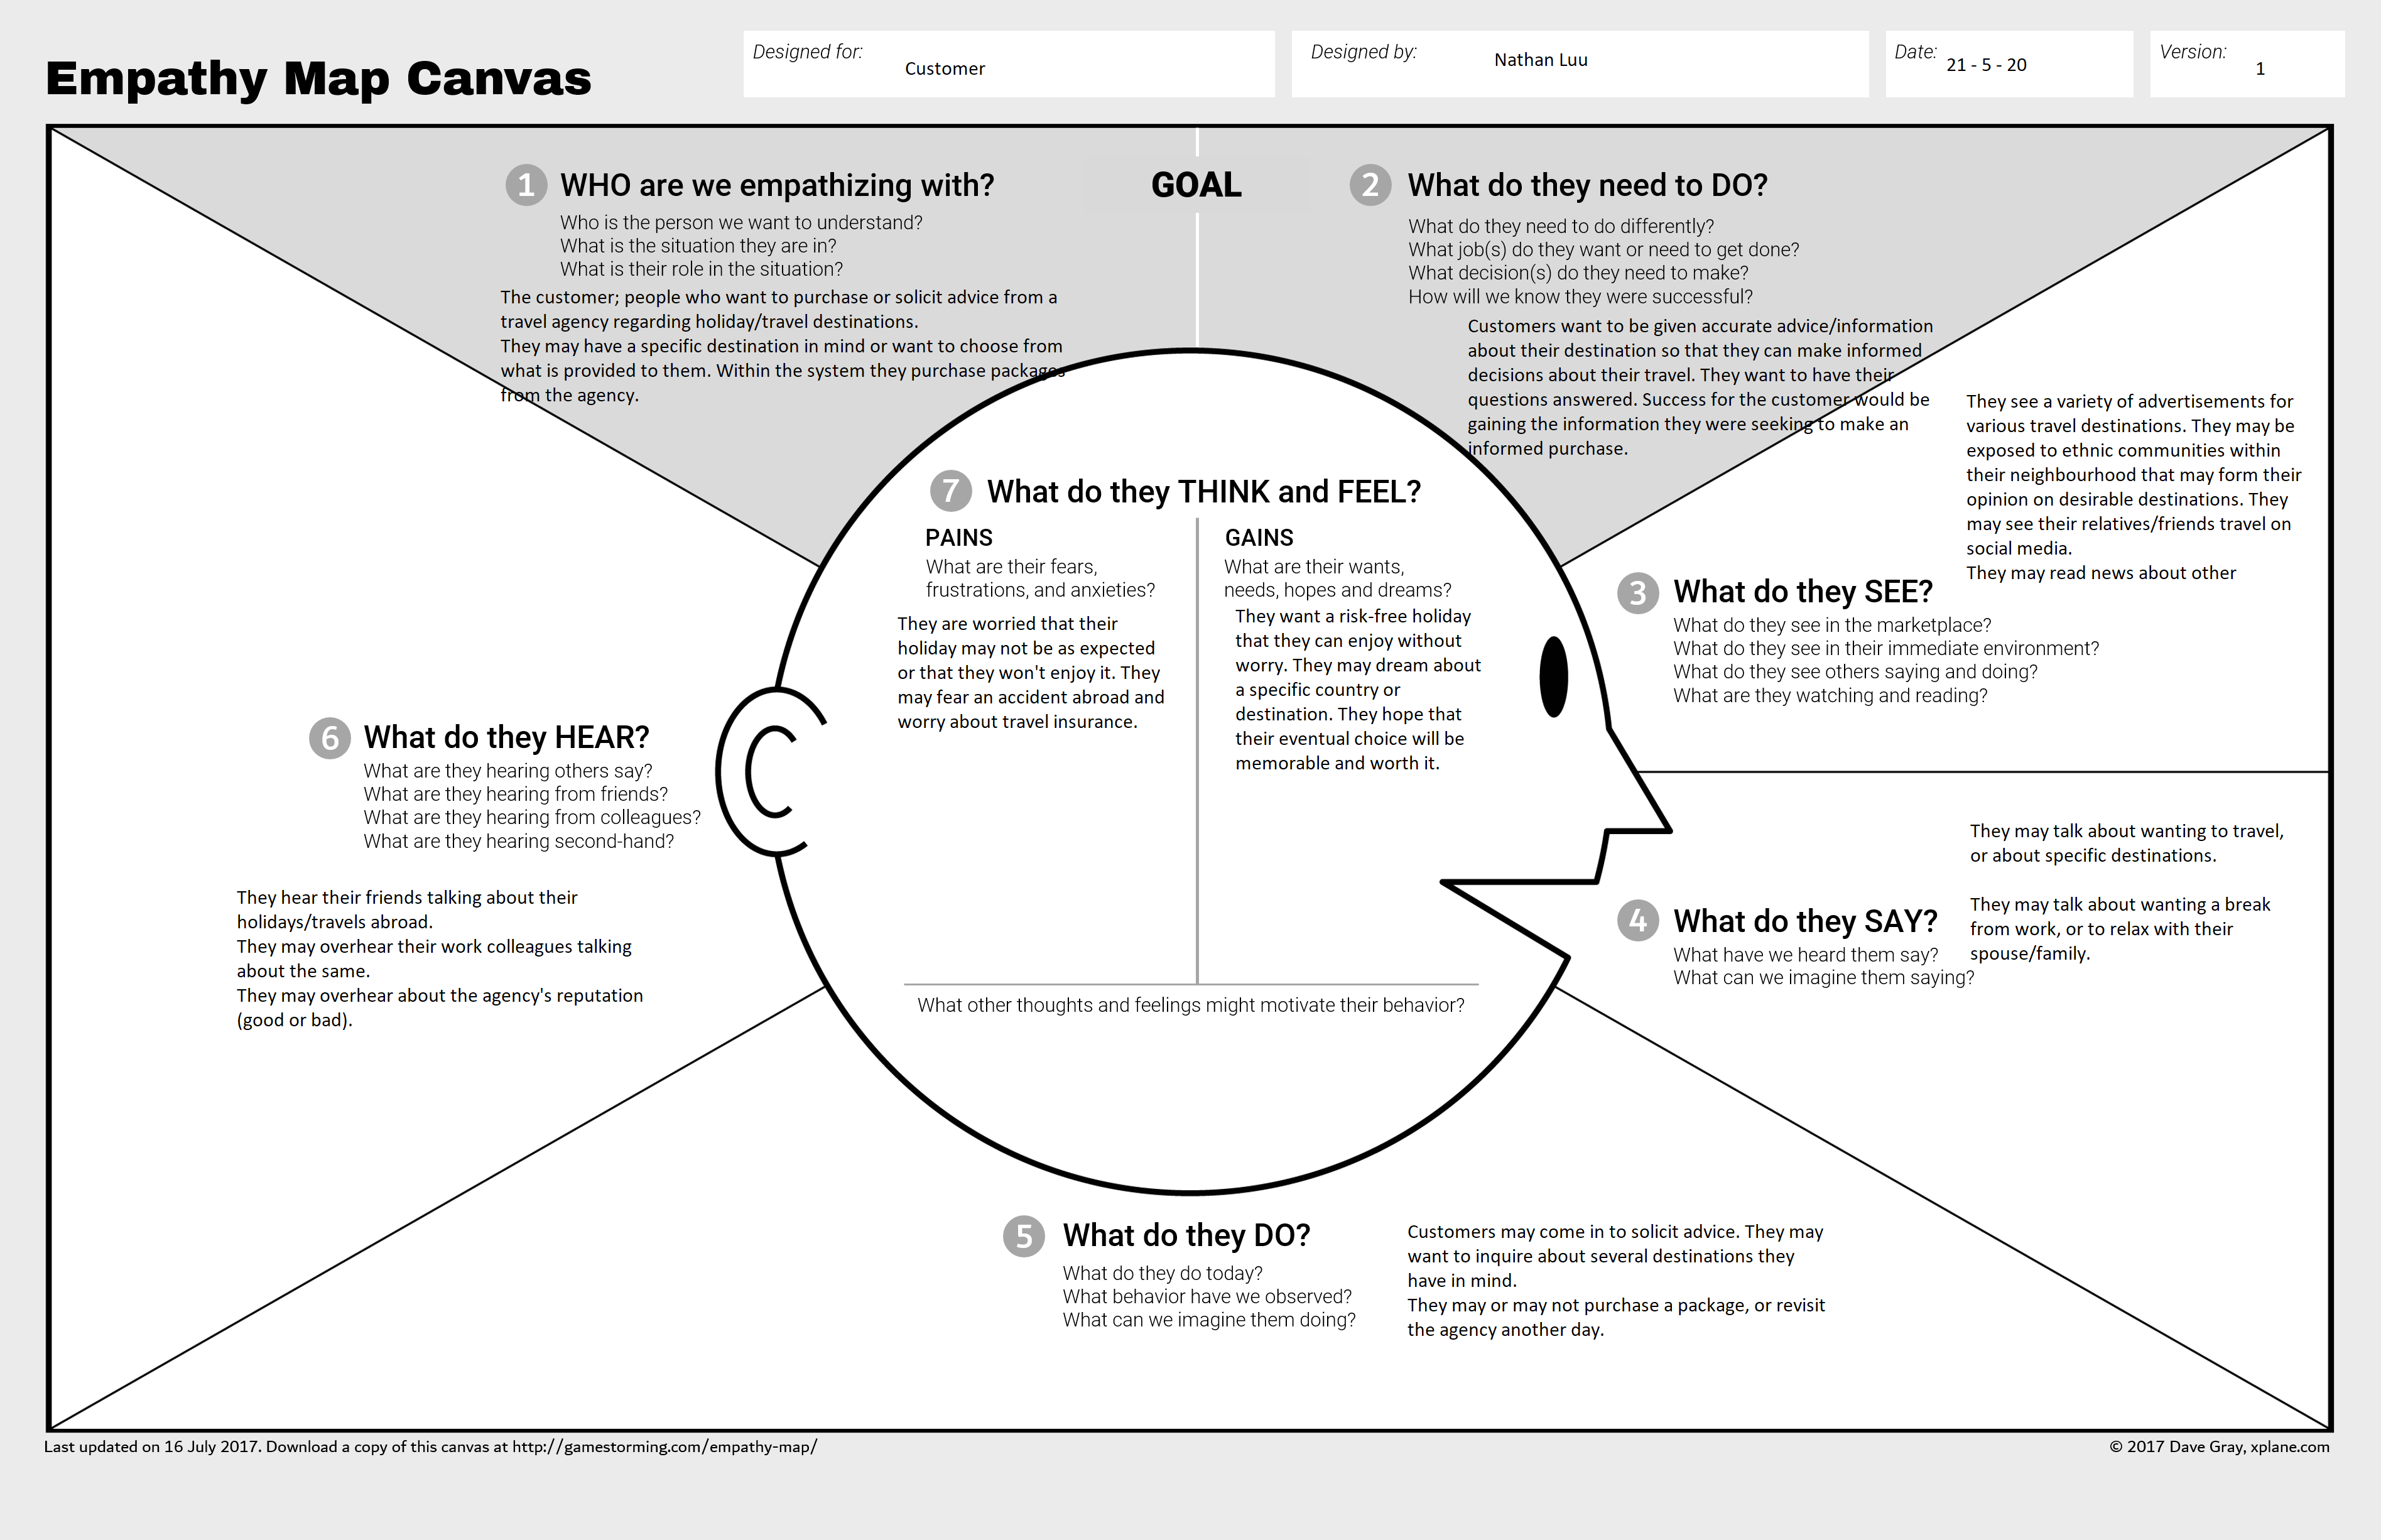 Empathy Map Canvas
Designed for:
Customer
Designed by:
Nathan Luu
Date:
21 - 5 - 20
Version:
1
GOAL
1
WHO are we empathizing with?
Who is the person we want to understand?
What is the situation they are in?
What is their role in the situation?
The customer; people who want to purchase or solicit advice from a
travel agency regarding holiday/travel destinations.
They may have a specific destination in mind or want to choose from
what is provided to them. Within the system they purchase packages
from the agency.
2
What do they need to DO?
What do they need to do differently?
What job(s) do they want or need to get done?
What decision(s) do they need to make?
How will we know they were successful?
Customers want to be given accurate advice/information
about their destination so that they can make informed
decisions about their travel. They want to have their
questions answered. Success for the customer would be
gaining the information they were seeking to make an
informed purchase.
They see a variety of advertisements for
various travel destinations. They may be
exposed to ethnic communities within
their neighbourhood that may form their
opinion on desirable destinations. They
may see their relatives/friends travel on
social media.
They may read news about other
3
What do they SEE?
What do they see in the marketplace?
What do they see in their immediate environment?
What do they see others saying and doing?
What are they watching and reading?
They may talk about wanting to travel,
or about specific destinations.
They may talk about wanting a break
from work, or to relax with their
spouse/family.
4
What do they SAY?
What have we heard them say?
What can we imagine them saying?
5
What do they DO?
What do they do today?
What behavior have we observed?
What can we imagine them doing?
Customers may come in to solicit advice. They may
want to inquire about several destinations they
have in mind.
They may or may not purchase a package, or revisit
the agency another day.
6
What do they HEAR?
What are they hearing others say?
What are they hearing from friends?
What are they hearing from colleagues?
What are they hearing second-hand?
They hear their friends talking about their
holidays/travels abroad.
They may overhear their work colleagues talking
about the same.
They may overhear about the agency's reputation
(good or bad).
7
What do they THINK and FEEL?
PAINS
What are their fears,
frustrations, and anxieties?
They are worried that their
holiday may not be as expected
or that they won't enjoy it. They
may fear an accident abroad and
worry about travel insurance.
GAINS
What are their wants,
needs, hopes and dreams?
They want a risk-free holiday
that they can enjoy without
worry. They may dream about
a specific country or
destination. They hope that
their eventual choice will be
memorable and worth it.
What other thoughts and feelings might motivate their behavior?
Last updated on 16 July 2017. Download a copy of this canvas at http://gamestorming.com/empathy-map/
© 2017 Dave Gray, xplane.com